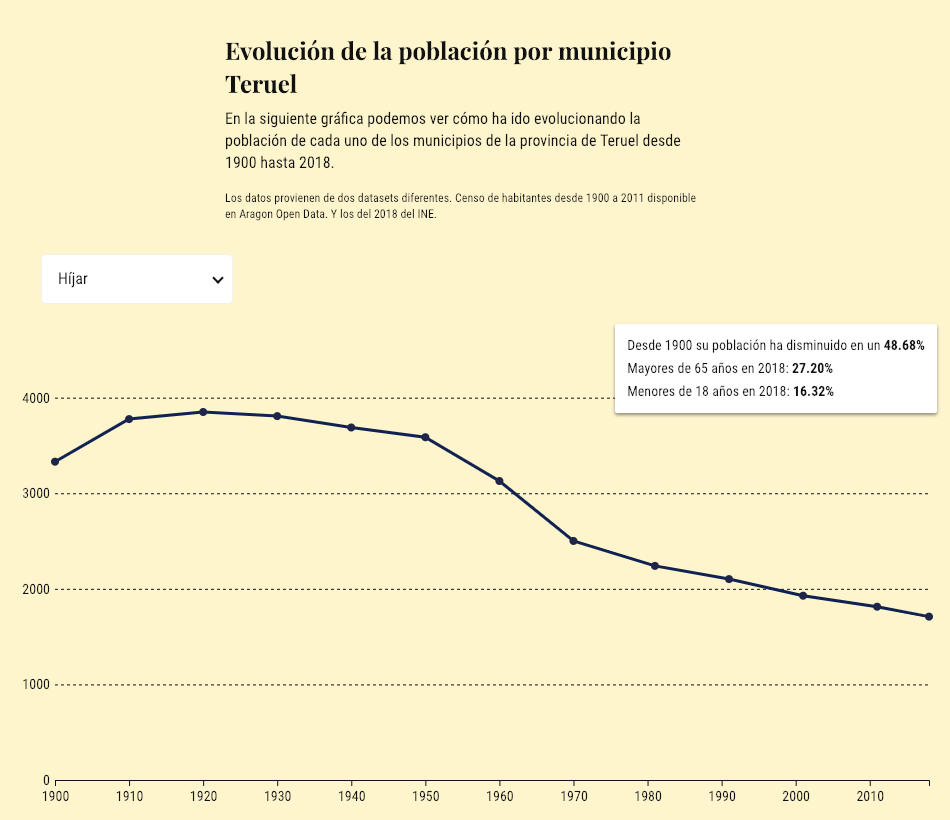 Evolución de la población por municipio
Teruel
En la siguiente gráfica podemos ver cómo ha ido evolucionando la
población de cada uno de los municipios de la provincia de Teruel desde
1900 hasta 2018.
Los datos provienen de dos datasets diferentes. Censo de habitantes desde 1900 a 2011 disponible
en Aragon Open Data. Y los del 2018 del INE.
Híjar
Desde 1900 su población ha disminuido en un 48.68%
Mayores de 65 años en 2018: 27.20%
Menores de 18 años en 2018: 16.32%
4000
3000
2000
1000
0
1900 1910 1920 1930 1940 1950 1960 1970 1980 1990 2000 2010